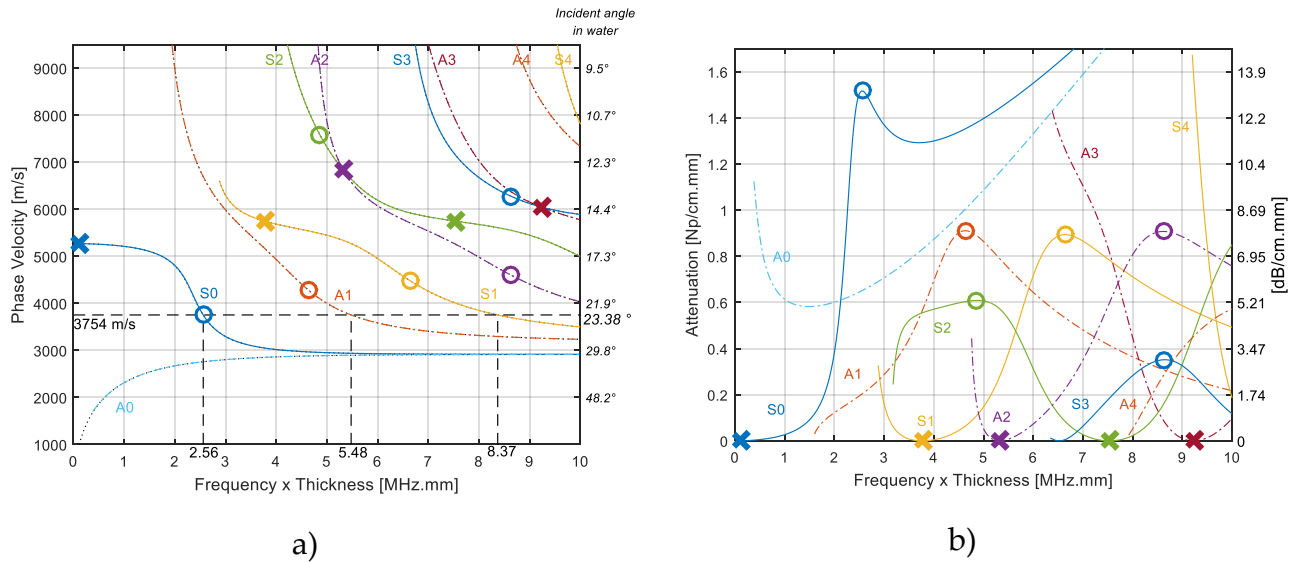 Incident angle
in water
S2 A2 S3 A3 A4 S4
9000 9.5°
8000 10.7°
7000 12.3°
6000 14.4°
5000 17.3°
4000 21.9°
3754 m/s 23.38 °
3000 29.8°
2000 48.2°
1000
S0
A1
S1
A0
2.56 5.48 8.37
0 1 2 3 4 5 6 7 8 9 10
Phase Velocity [m/s]
Frequency x Thickness [MHz.mm]
a)
1.6 13.9
1.4 12.2
1.2 10.4
1 8.69
0.8 6.95
0.6 5.21
0.4 3.47
0.2 1.74
0 0
S4
A3
A0
S2
A1
S0
S1
A2
S3
A4
0 1 2 3 4 5 6 7 8 9 10
Attenuation [Np/cm.mm]
[dB/cm.mm]
Frequency x Thickness [MHz.mm]
b)